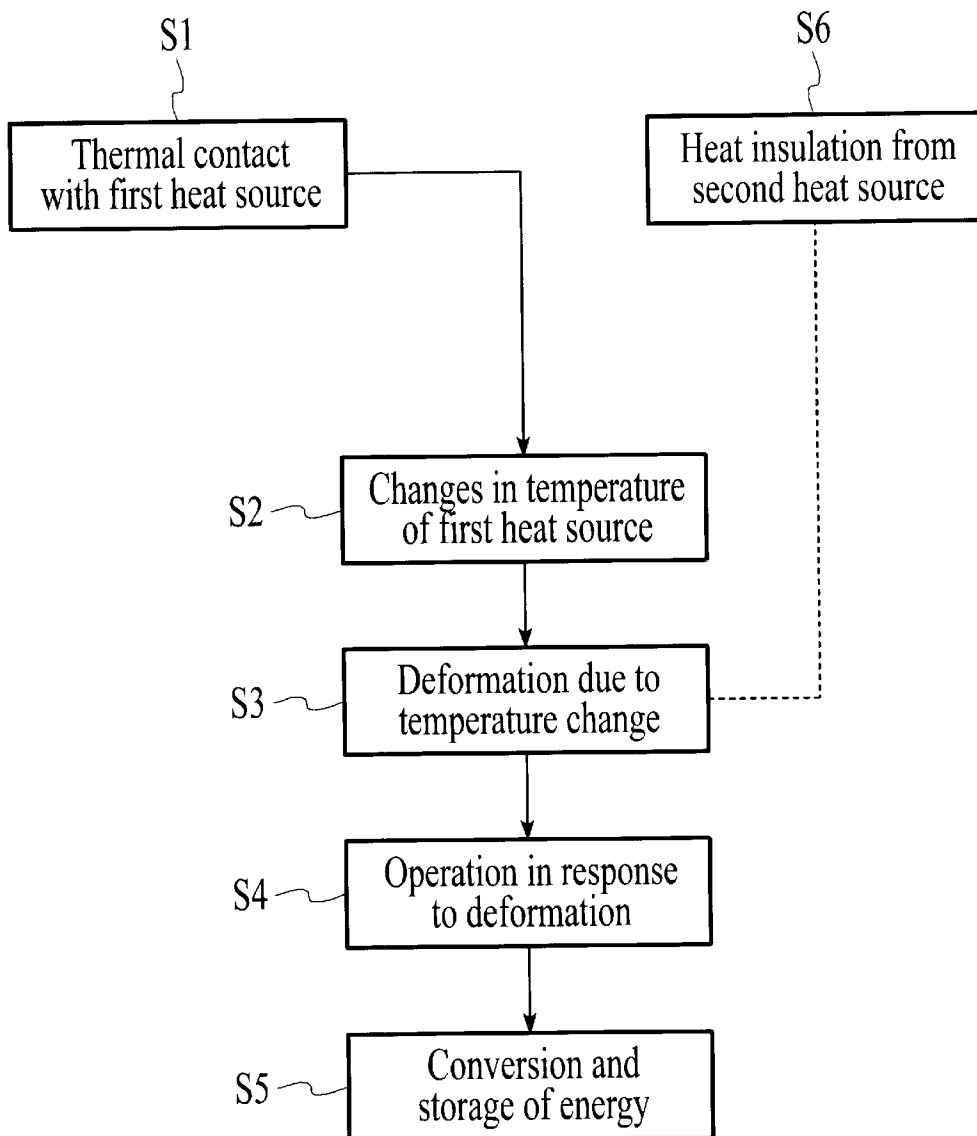 S1
Thermal contact
with first heat source
S6
Heat insulation from
second heat source
S2
Changes in temperature
of first heat source
S3
Deformation due to
temperature change
S4
Operation in response
to deformation
S5
Conversion and
storage of energy